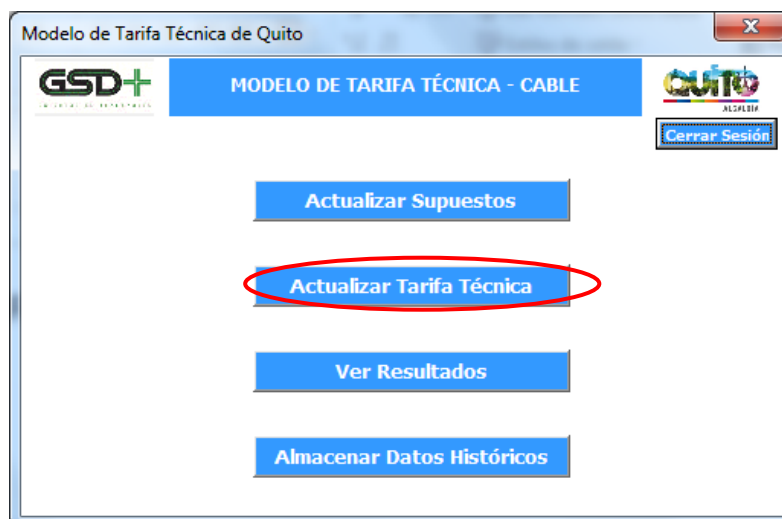 Modelo de Tarifa Técnica de Quito
GSD+
MODELO DE TARIFA TÉCNICA - CABLE
QUITO
ALCALDÍA
Cerrar Sesión
Actualizar Supuestos
Actualizar Tarifa Técnica
Ver Resultados
Almacenar Datos Históricos